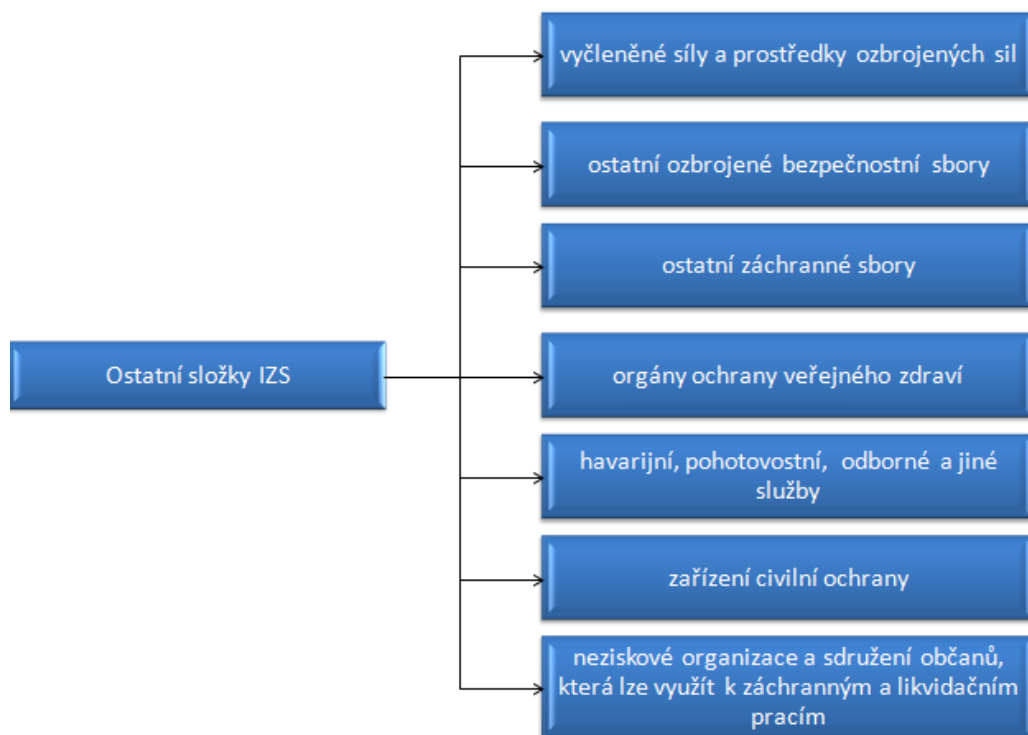 Ostatní složky IZS
vyčleněné síly a prostředky ozbrojených sil
ostatní ozbrojené bezpečnostní sbory
ostatní záchranné sbory
orgány ochrany veřejného zdraví
havarijní, pohotovostní, odborné a jiné
služby
zařízení civilní ochrany
neziskové organizace a sdružení občanů,
která lze využít k záchranným a likvidačním
pracím